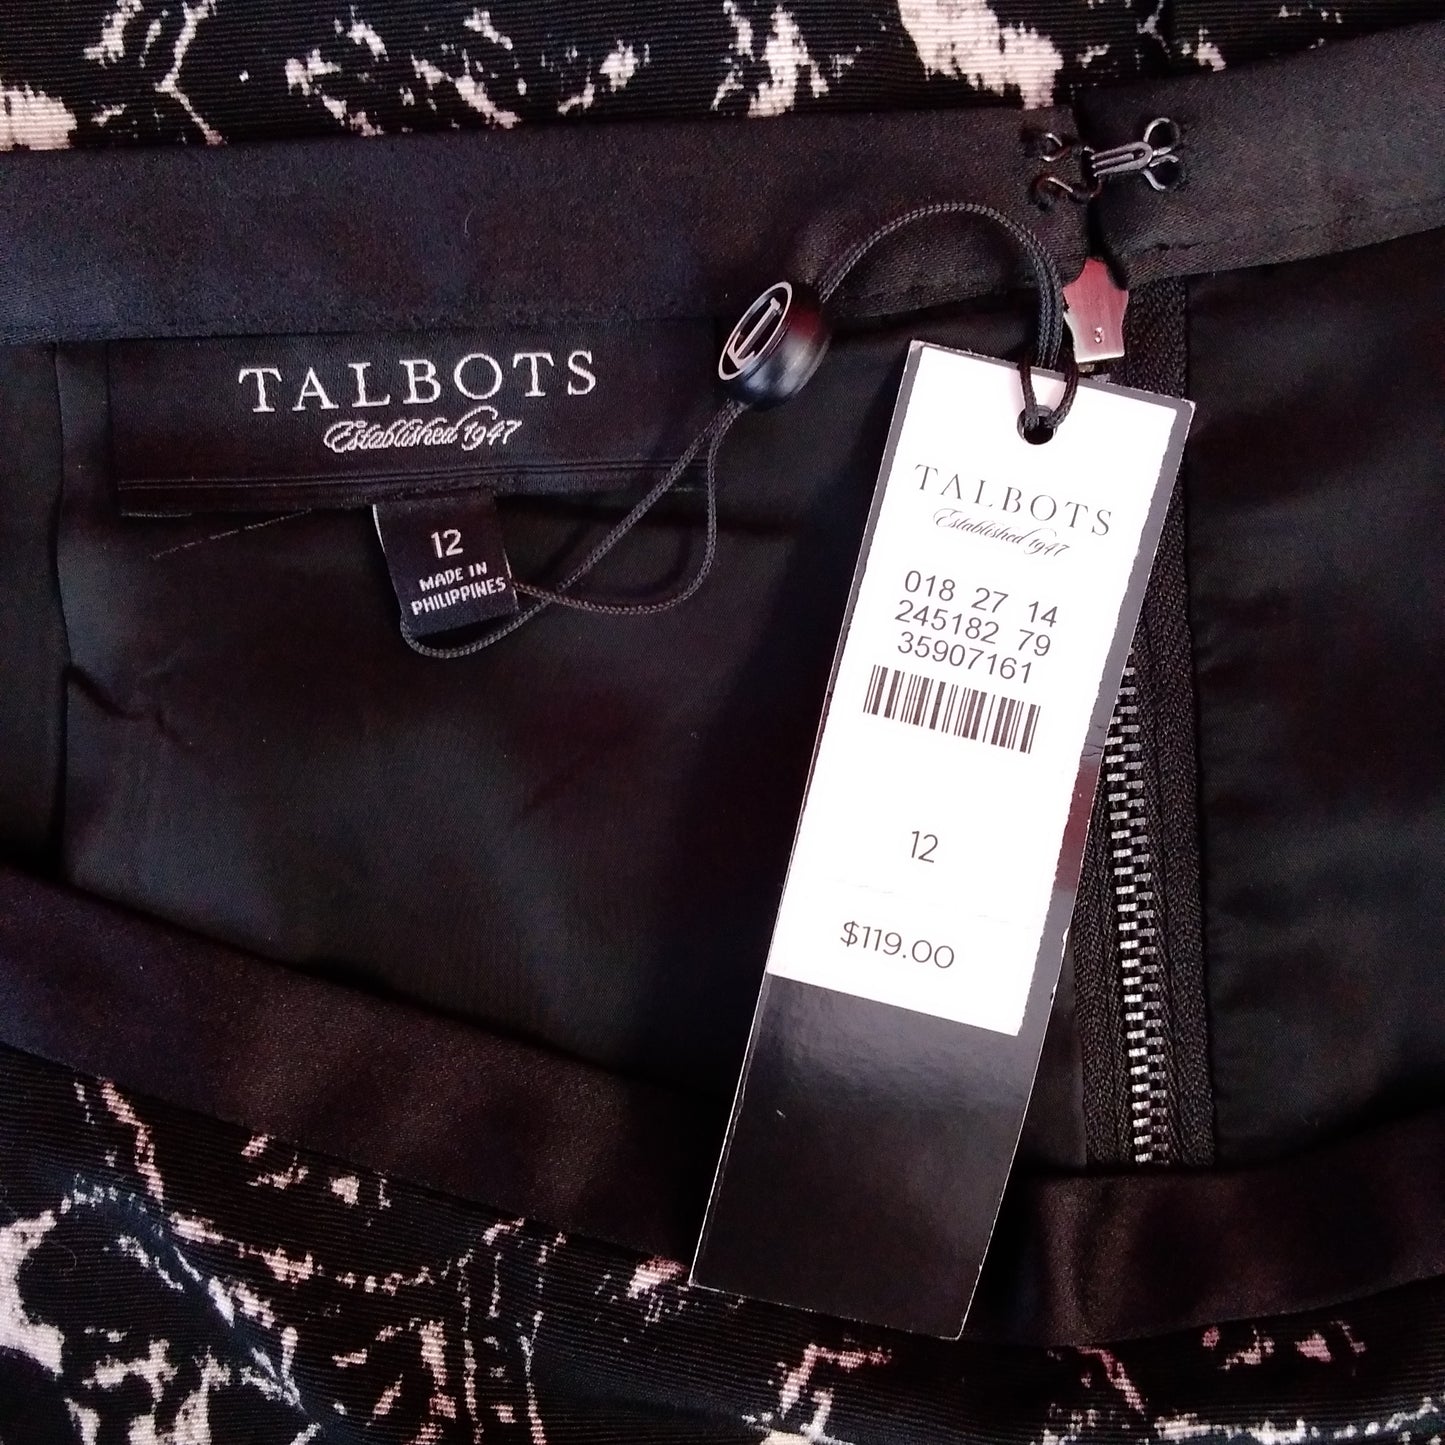 TALBOTS
Established 1947
12
MADE IN
PHILIPPINES
TALBOTS
Established 1947
018 27 14
245182 79
35907161
12
$119.00